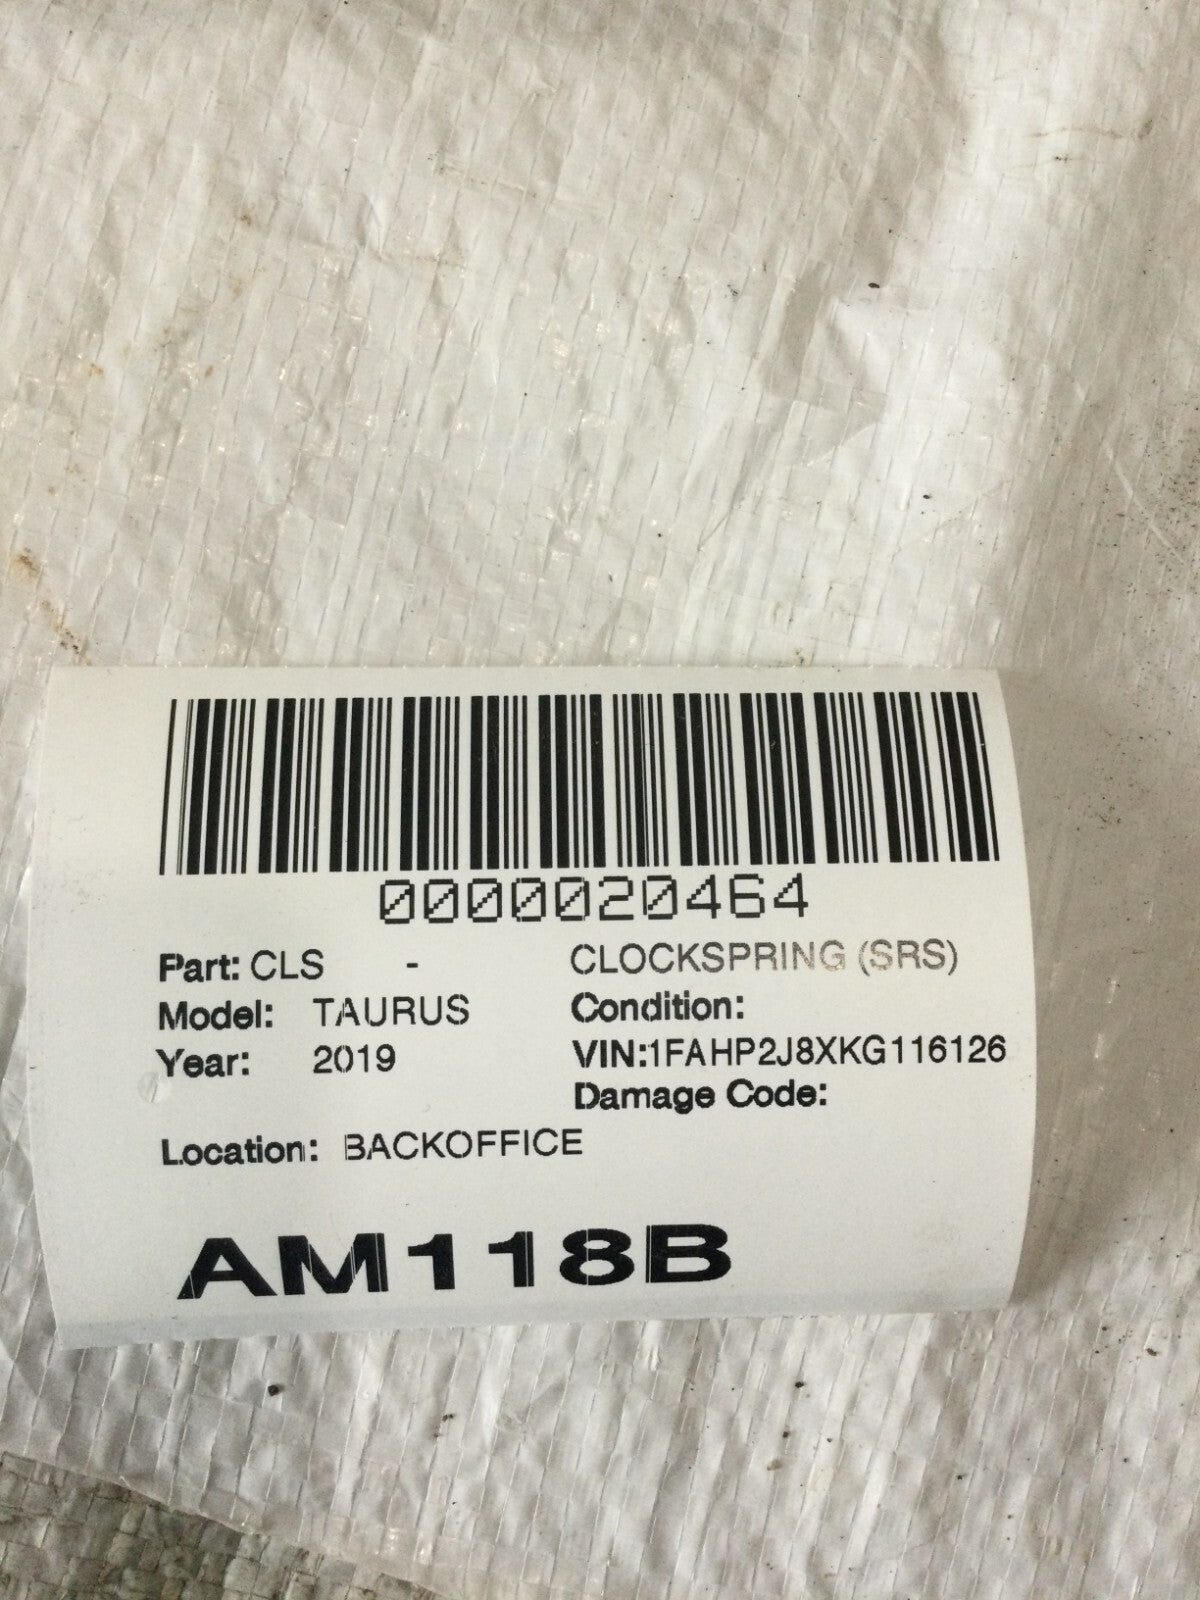 0000020464
Part: CLS - CLOCKSPRING (SRS)
Model: TAURUS Condition:
Year: 2019 VIN:1FAHP2J8XKG116126
Damage Code:
Location: BACKOFFICE
AM118B